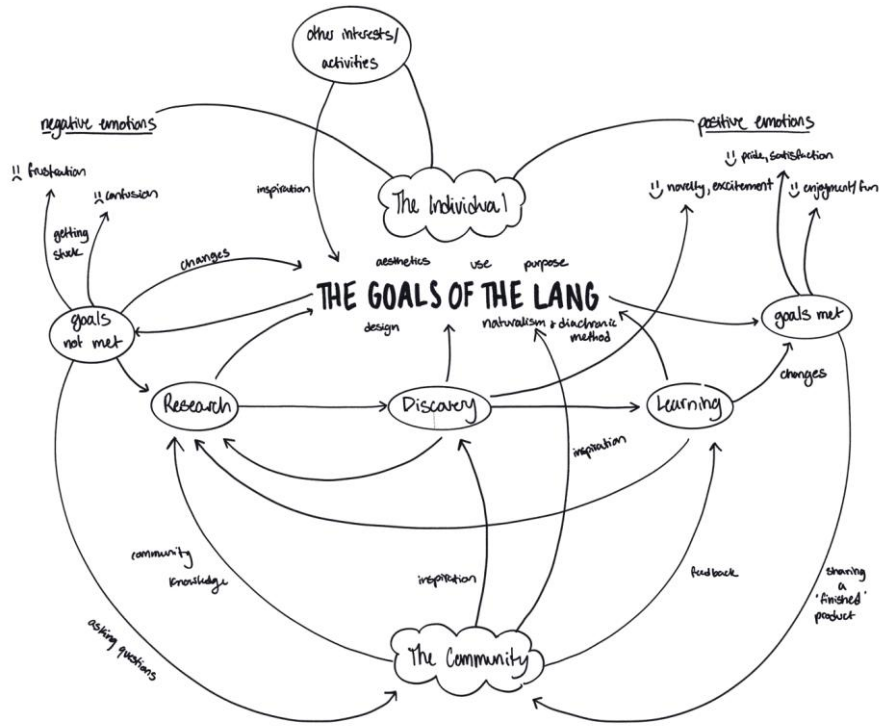 other interests/
activities
negative emotions
positive emotions
pride, satisfaction
frustration
confusion
novelty, excitement
enjoyment/fun
inspiration
The Individual
getting
stuck
changes
aesthetics use purpose
THE GOALS OF THE LANG
goals
not met
goals met
design
naturalism + diachronic
method
changes
Research
Discovery
Learning
inspiration
community
knowledge
inspiration
feedback
sharing
a
'finished'
product
asking questions
The Community